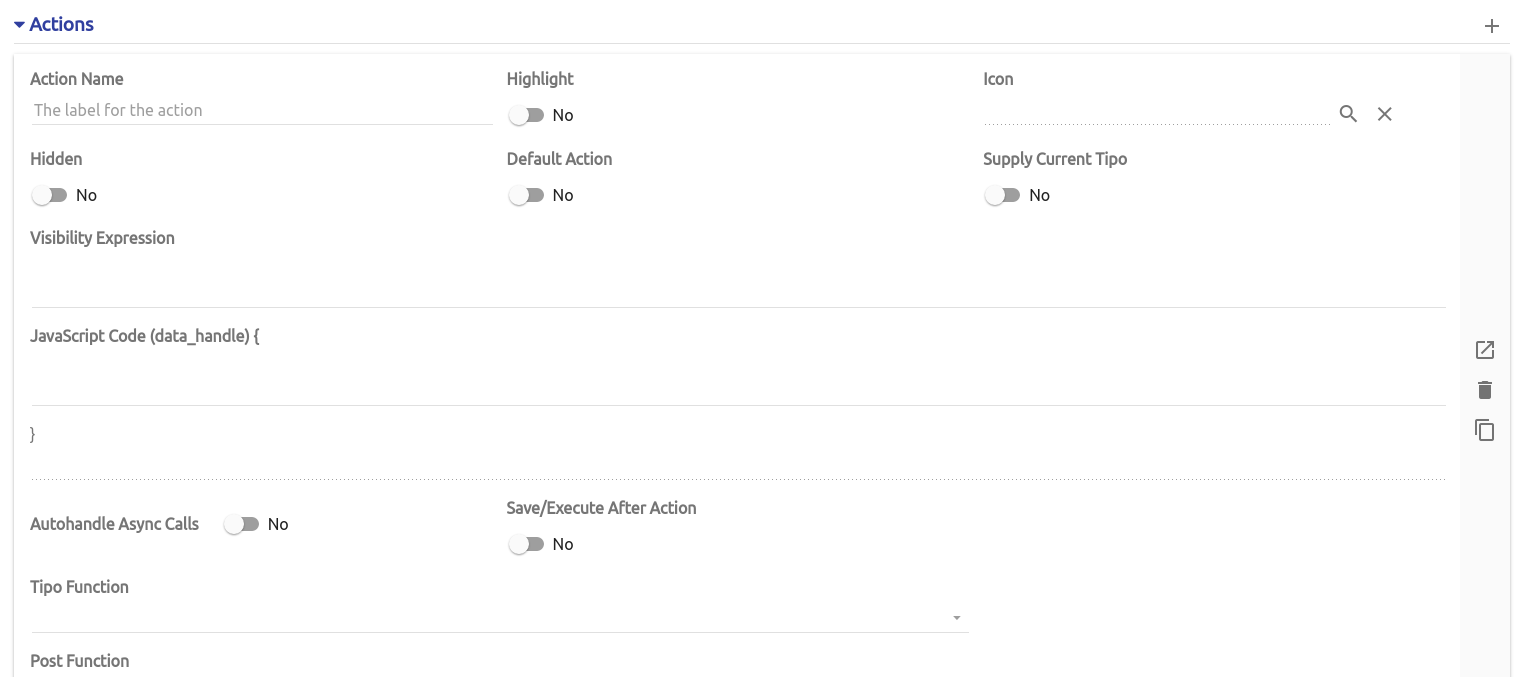 Actions
Action Name
Highlight
Icon
The label for the action
No
Hidden
Default Action
Supply Current Tipo
No
No
No
Visibility Expression
JavaScript Code (data_handle) {
}
Autohandle Async Calls
No
Save/Execute After Action
No
Tipo Function
Post Function